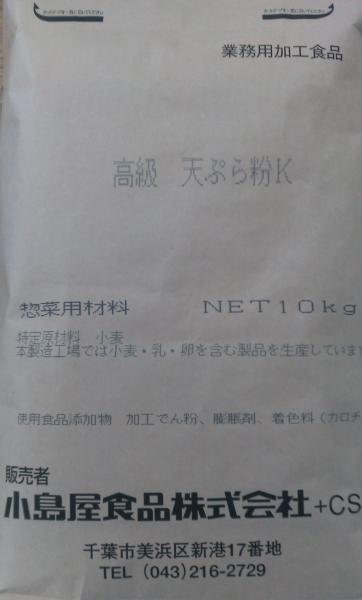 業務用加工食品
高級 天ぷら粉K
惣菜用材料 NET10kg
特定原材料 小麦
本製造工場では小麦・乳・卵を含む製品を生産していま
使用食品添加物 加工でん粉、膨脹剤、着色料(カロチ
販売者
小島屋食品株式会社+CS
千葉市美浜区新港17番地
TEL (043)216-2729